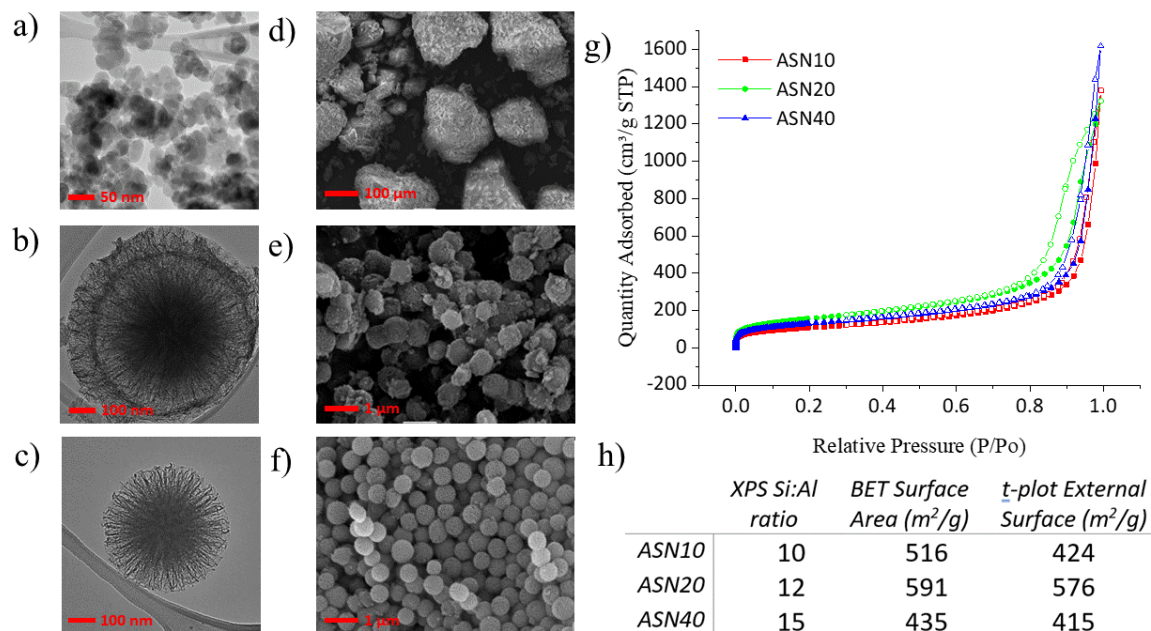 a)
50 nm
b)
100 nm
c)
100 nm
d)
100 µm
e)
1 µm
f)
1 µm
g)
ASN10
ASN20
ASN40
Quantity Adsorbed (cm³/g STP)
1600
1400
1200
1000
800
600
400
200
0
-200
0.0 0.2 0.4 0.6 0.8 1.0
Relative Pressure (P/Po)
h)
XPS Si:Al BET Surface t-plot External
ratio Area (m²/g) Surface (m²/g)
ASN10 10 516 424
ASN20 12 591 576
ASN40 15 435 415